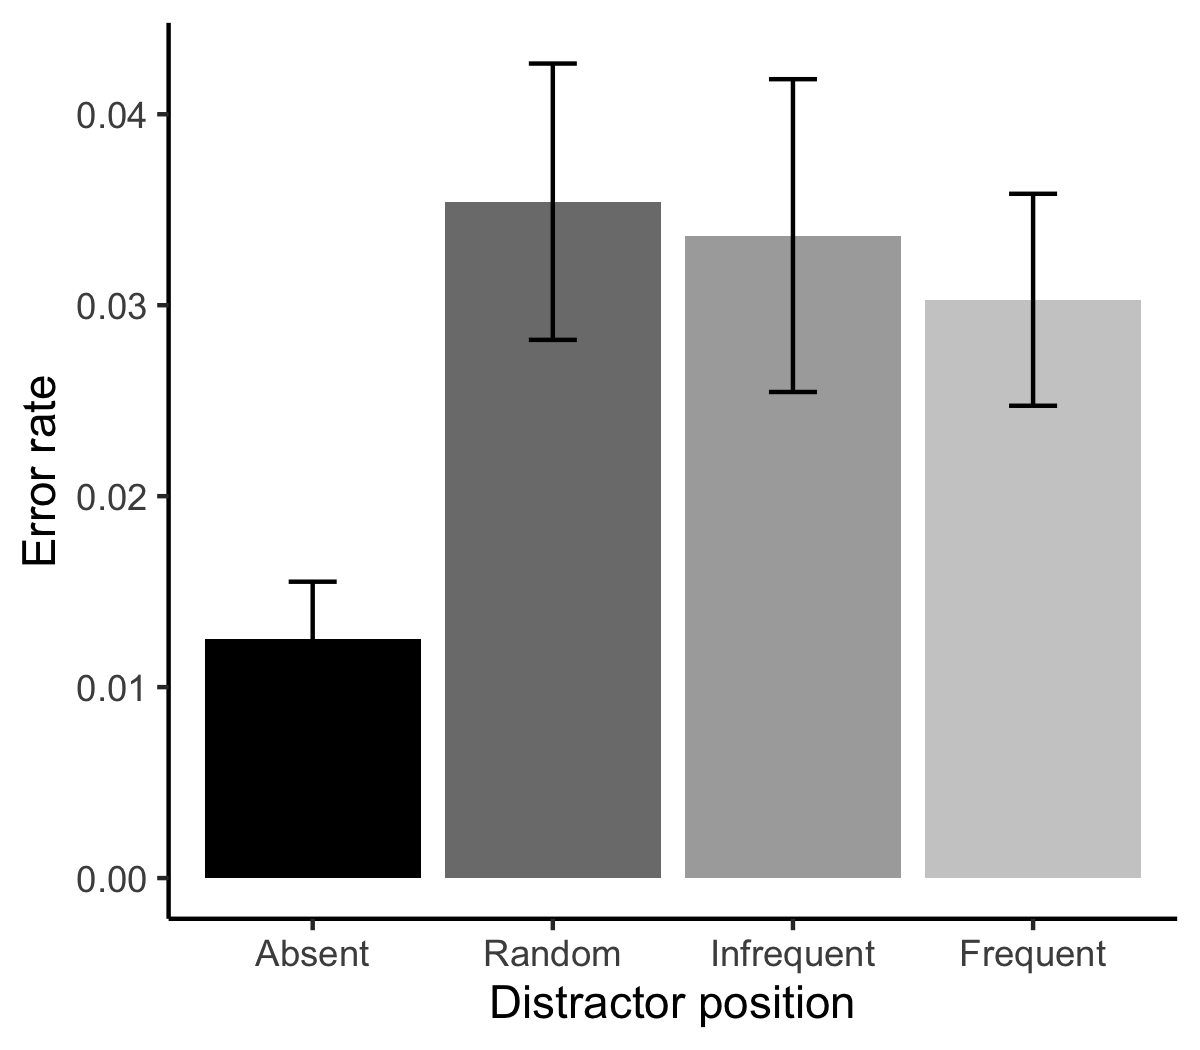 0.04
0.03
0.02
0.01
0.00
Error rate
Absent Random Infrequent Frequent
Distractor position